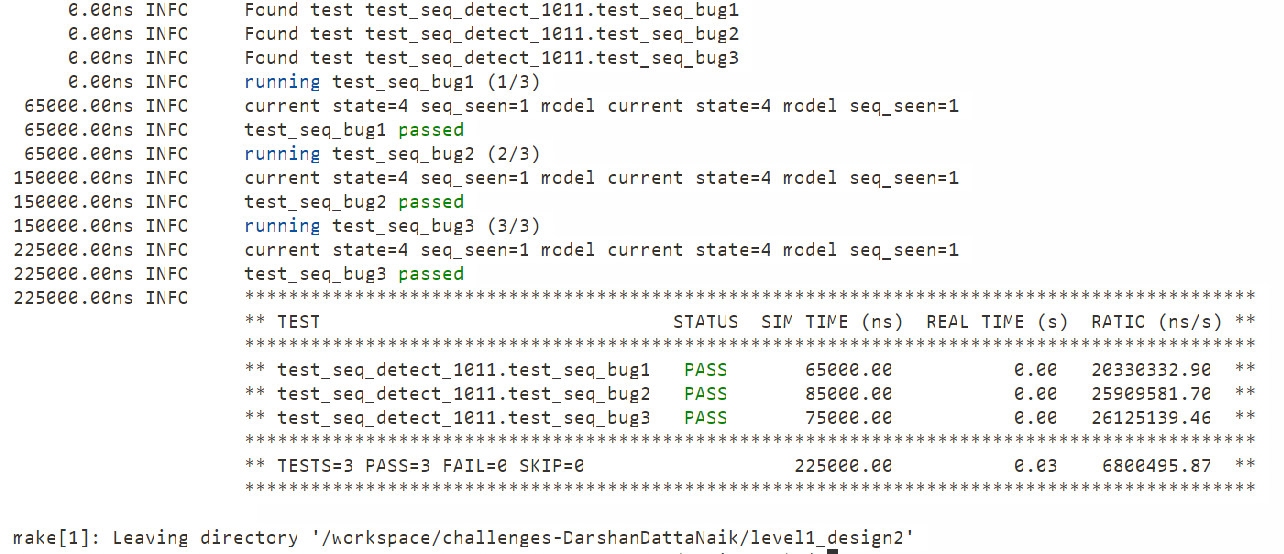 0.00ns INFO Found test test_seq_detect_1011.test_seq_bug1
0.00ns INFO Found test test_seq_detect_1011.test_seq_bug2
0.00ns INFO Found test test_seq_detect_1011.test_seq_bug3
0.00ns INFO running test_seq_bug1 (1/3)
65000.00ns INFO current state=4 seq_seen=1 model current state=4 model seq_seen=1
65000.00ns INFO test_seq_bug1 passed
65000.00ns INFO running test_seq_bug2 (2/3)
150000.00ns INFO current state=4 seq_seen=1 model current state=4 model seq_seen=1
150000.00ns INFO test_seq_bug2 passed
150000.00ns INFO running test_seq_bug3 (3/3)
225000.00ns INFO current state=4 seq_seen=1 model current state=4 model seq_seen=1
225000.00ns INFO test_seq_bug3 passed
225000.00ns INFO ********************************************************************************************
** TEST STATUS SIM TIME (ns) REAL TIME (s) RATIO (ns/s) **
********************************************************************************************
** test_seq_detect_1011.test_seq_bug1 PASS 65000.00 0.00 20330332.90 **
** test_seq_detect_1011.test_seq_bug2 PASS 85000.00 0.00 25909581.70 **
** test_seq_detect_1011.test_seq_bug3 PASS 75000.00 0.00 26125139.46 **
********************************************************************************************
** TESTS=3 PASS=3 FAIL=0 SKIP=0 225000.00 0.03 6800495.87 **
********************************************************************************************
make[1]: Leaving directory '/workspace/challenges-DarshanDattaNaik/level1_design2'